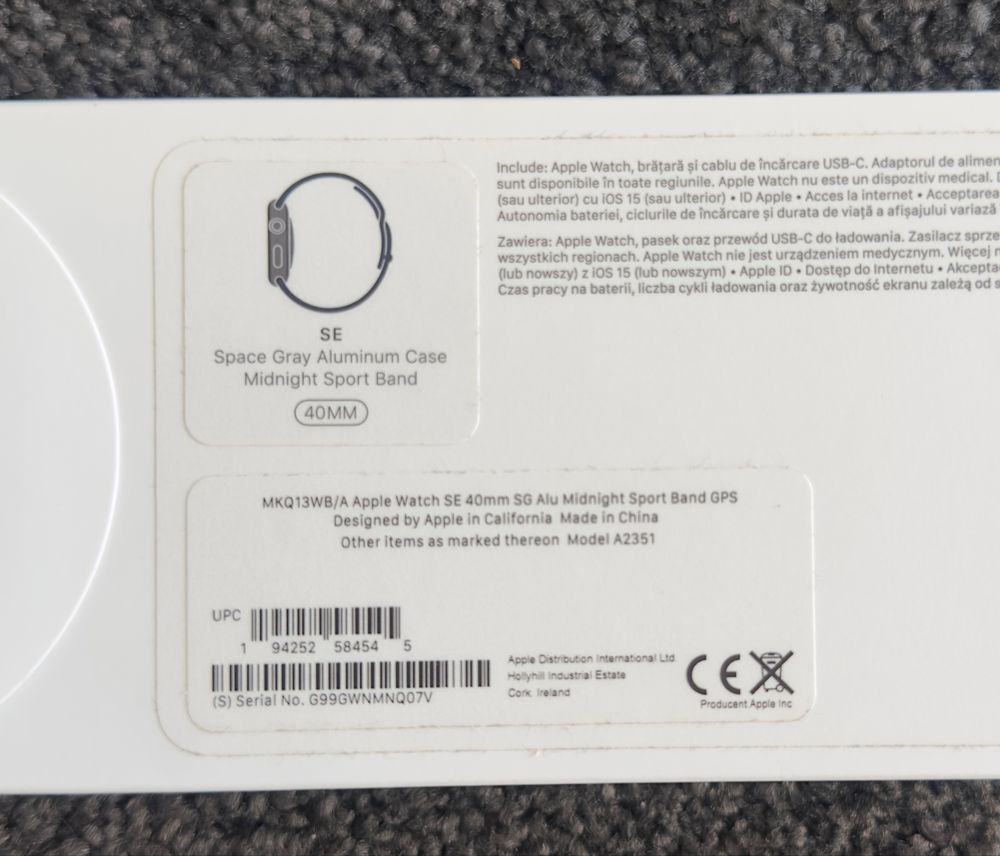 SE
Space Gray Aluminum Case
Midnight Sport Band
40MM
Include: Apple Watch, brățară și cablu de încărcare USB-C. Adaptorul de
sunt disponibile în toate regiunile. Apple Watch nu este un dispozitiv medical.
(sau ulterior) cu iOS 15 (sau ulterior) • ID Apple • Acces la internet • Acceptarea
Autonomia bateriei, ciclurile de încărcare și durata de viață a afișajului variază
Zawiera: Apple Watch, pasek oraz przewód USB-C do ładowania. Zasilacz
wszystkich regionach. Apple Watch nie jest urządzeniem medycznym. Więcej
(lub nowszy) z iOS 15 (lub nowszym) • Apple ID • Dostęp do Internetu •
Czas pracy na baterii, liczba cykli ładowania oraz żywotność ekranu zależą od
MKQ13WB/A Apple Watch SE 40mm SG Alu Midnight Sport Band GPS
Designed by Apple in California Made in China
Other items as marked thereon Model A2351
UPC
1 94252 58454 5
(S) Serial No. G99GWNMNQ07V
Apple Distribution International Ltd.
Hollyhill Industrial Estate
Cork, Ireland
CE
Producent Apple Inc